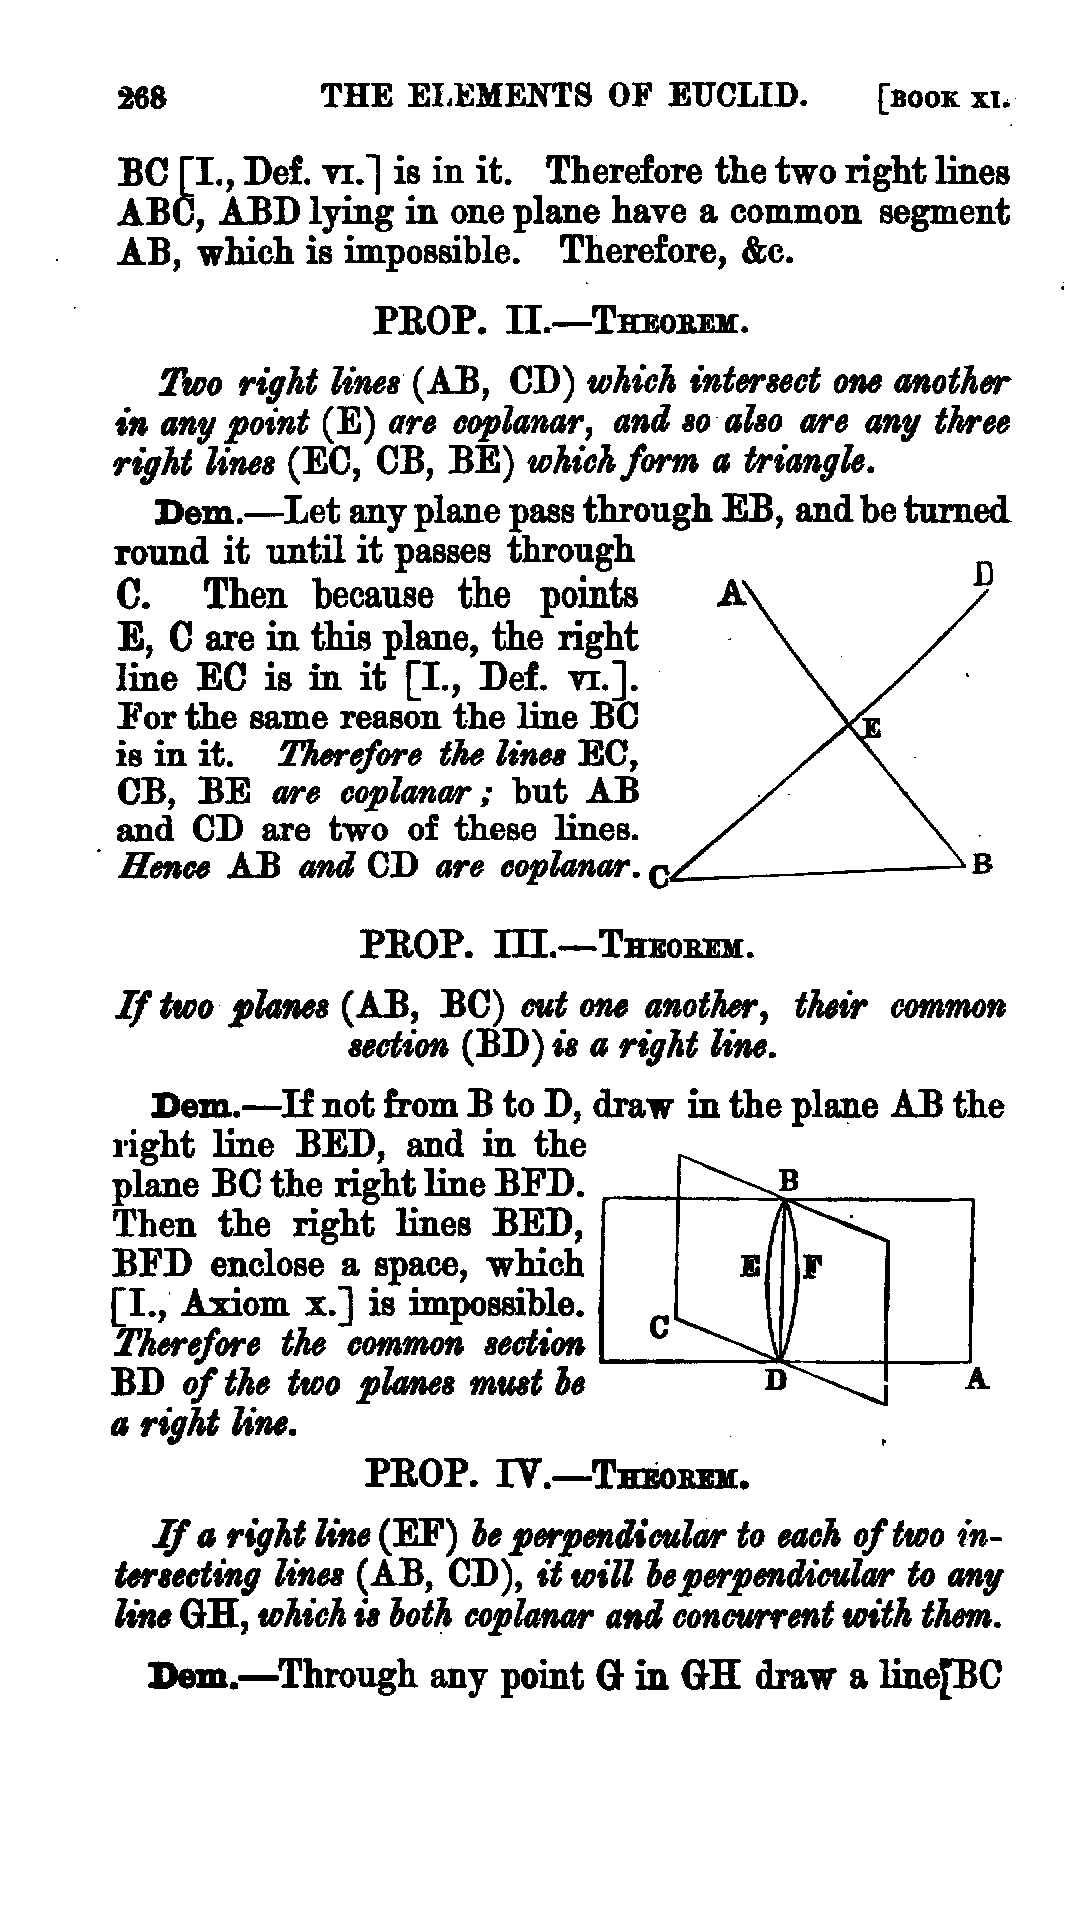 268 THE ELEMENTS OF EUCLID. [BOOK XI.
BC [I., Def. VI.] is in it. Therefore the two right lines
ABC, ABD lying in one plane have a common segment
AB, which is impossible. Therefore, &c.
PROP. II.—THEOREM.
Two right lines (AB, CD) which intersect one another
in any point (E) are coplanar, and so also are any three
right lines (EC, CB, BE) which form a triangle.
Dem.—Let any plane pass through EB, and be turned
round it until it passes through
C. Then because the points
E, C are in this plane, the right
line EC is in it [I., Def. VI.].
For the same reason the line BC
is in it. Therefore the lines EC,
CB, BE are coplanar; but AB
and CD are two of these lines.
Hence AB and CD are coplanar.
A
D
E
C
B
PROP. III.—THEOREM.
If two planes (AB, BC) cut one another, their common
section (BD) is a right line.
Dem.—If not from B to D, draw in the plane AB the
right line BED, and in the
plane BC the right line BFD.
Then the right lines BED,
BFD enclose a space, which
[I., Axiom X.] is impossible.
Therefore the common section
BD of the two planes must be
a right line.
B
E F
C
D A
PROP. IV.—THEOREM.
If a right line (EF) be perpendicular to each of two in-
tersecting lines (AB, CD), it will be perpendicular to any
line GH, which is both coplanar and concurrent with them.
Dem.—Through any point G in GH draw a line[BC